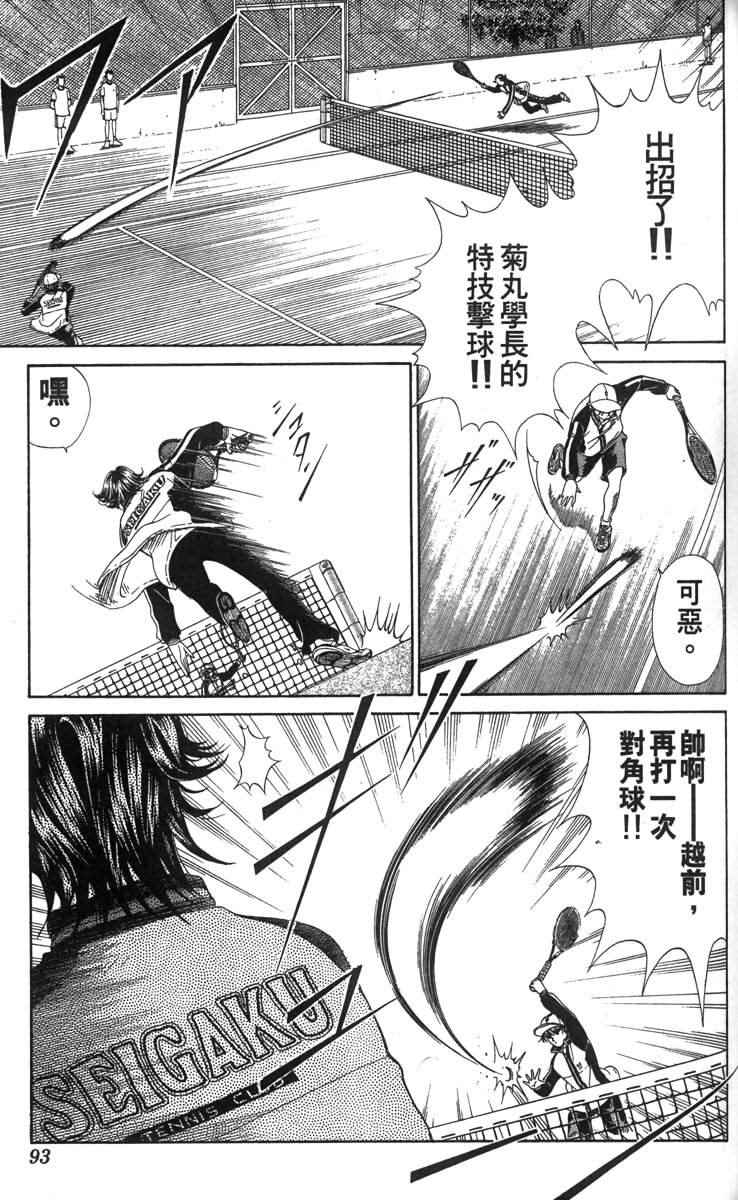 出招了!!
菊丸學長的
特技擊球!!
可惡。
嘿。
SEIGAKU
帥啊——越前，
再打一次
對角球!!
SEIGAKU
TENNIS CLUB
93